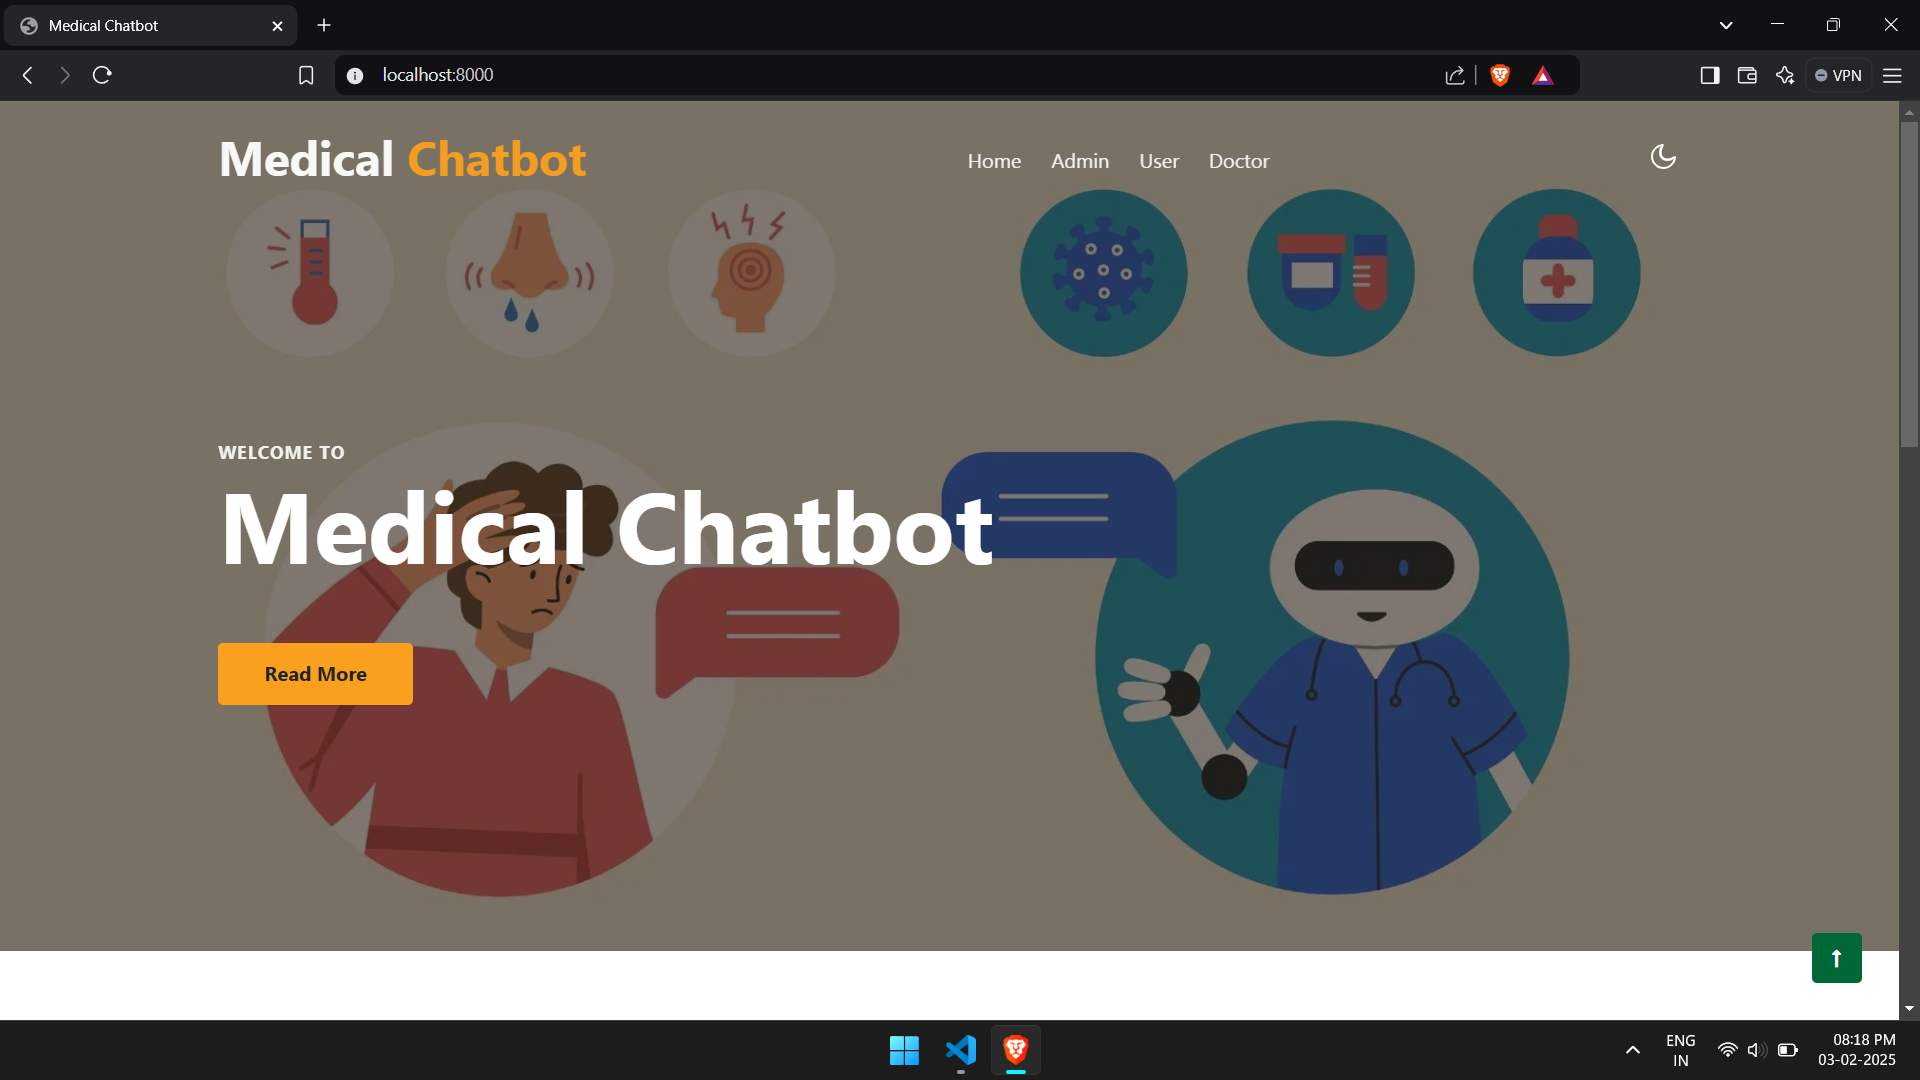 Medical Chatbot
localhost:8000
VPN
Medical Chatbot
Home Admin User Doctor
WELCOME TO
Medical Chatbot
Read More
ENG
IN
08:18 PM
03-02-2025